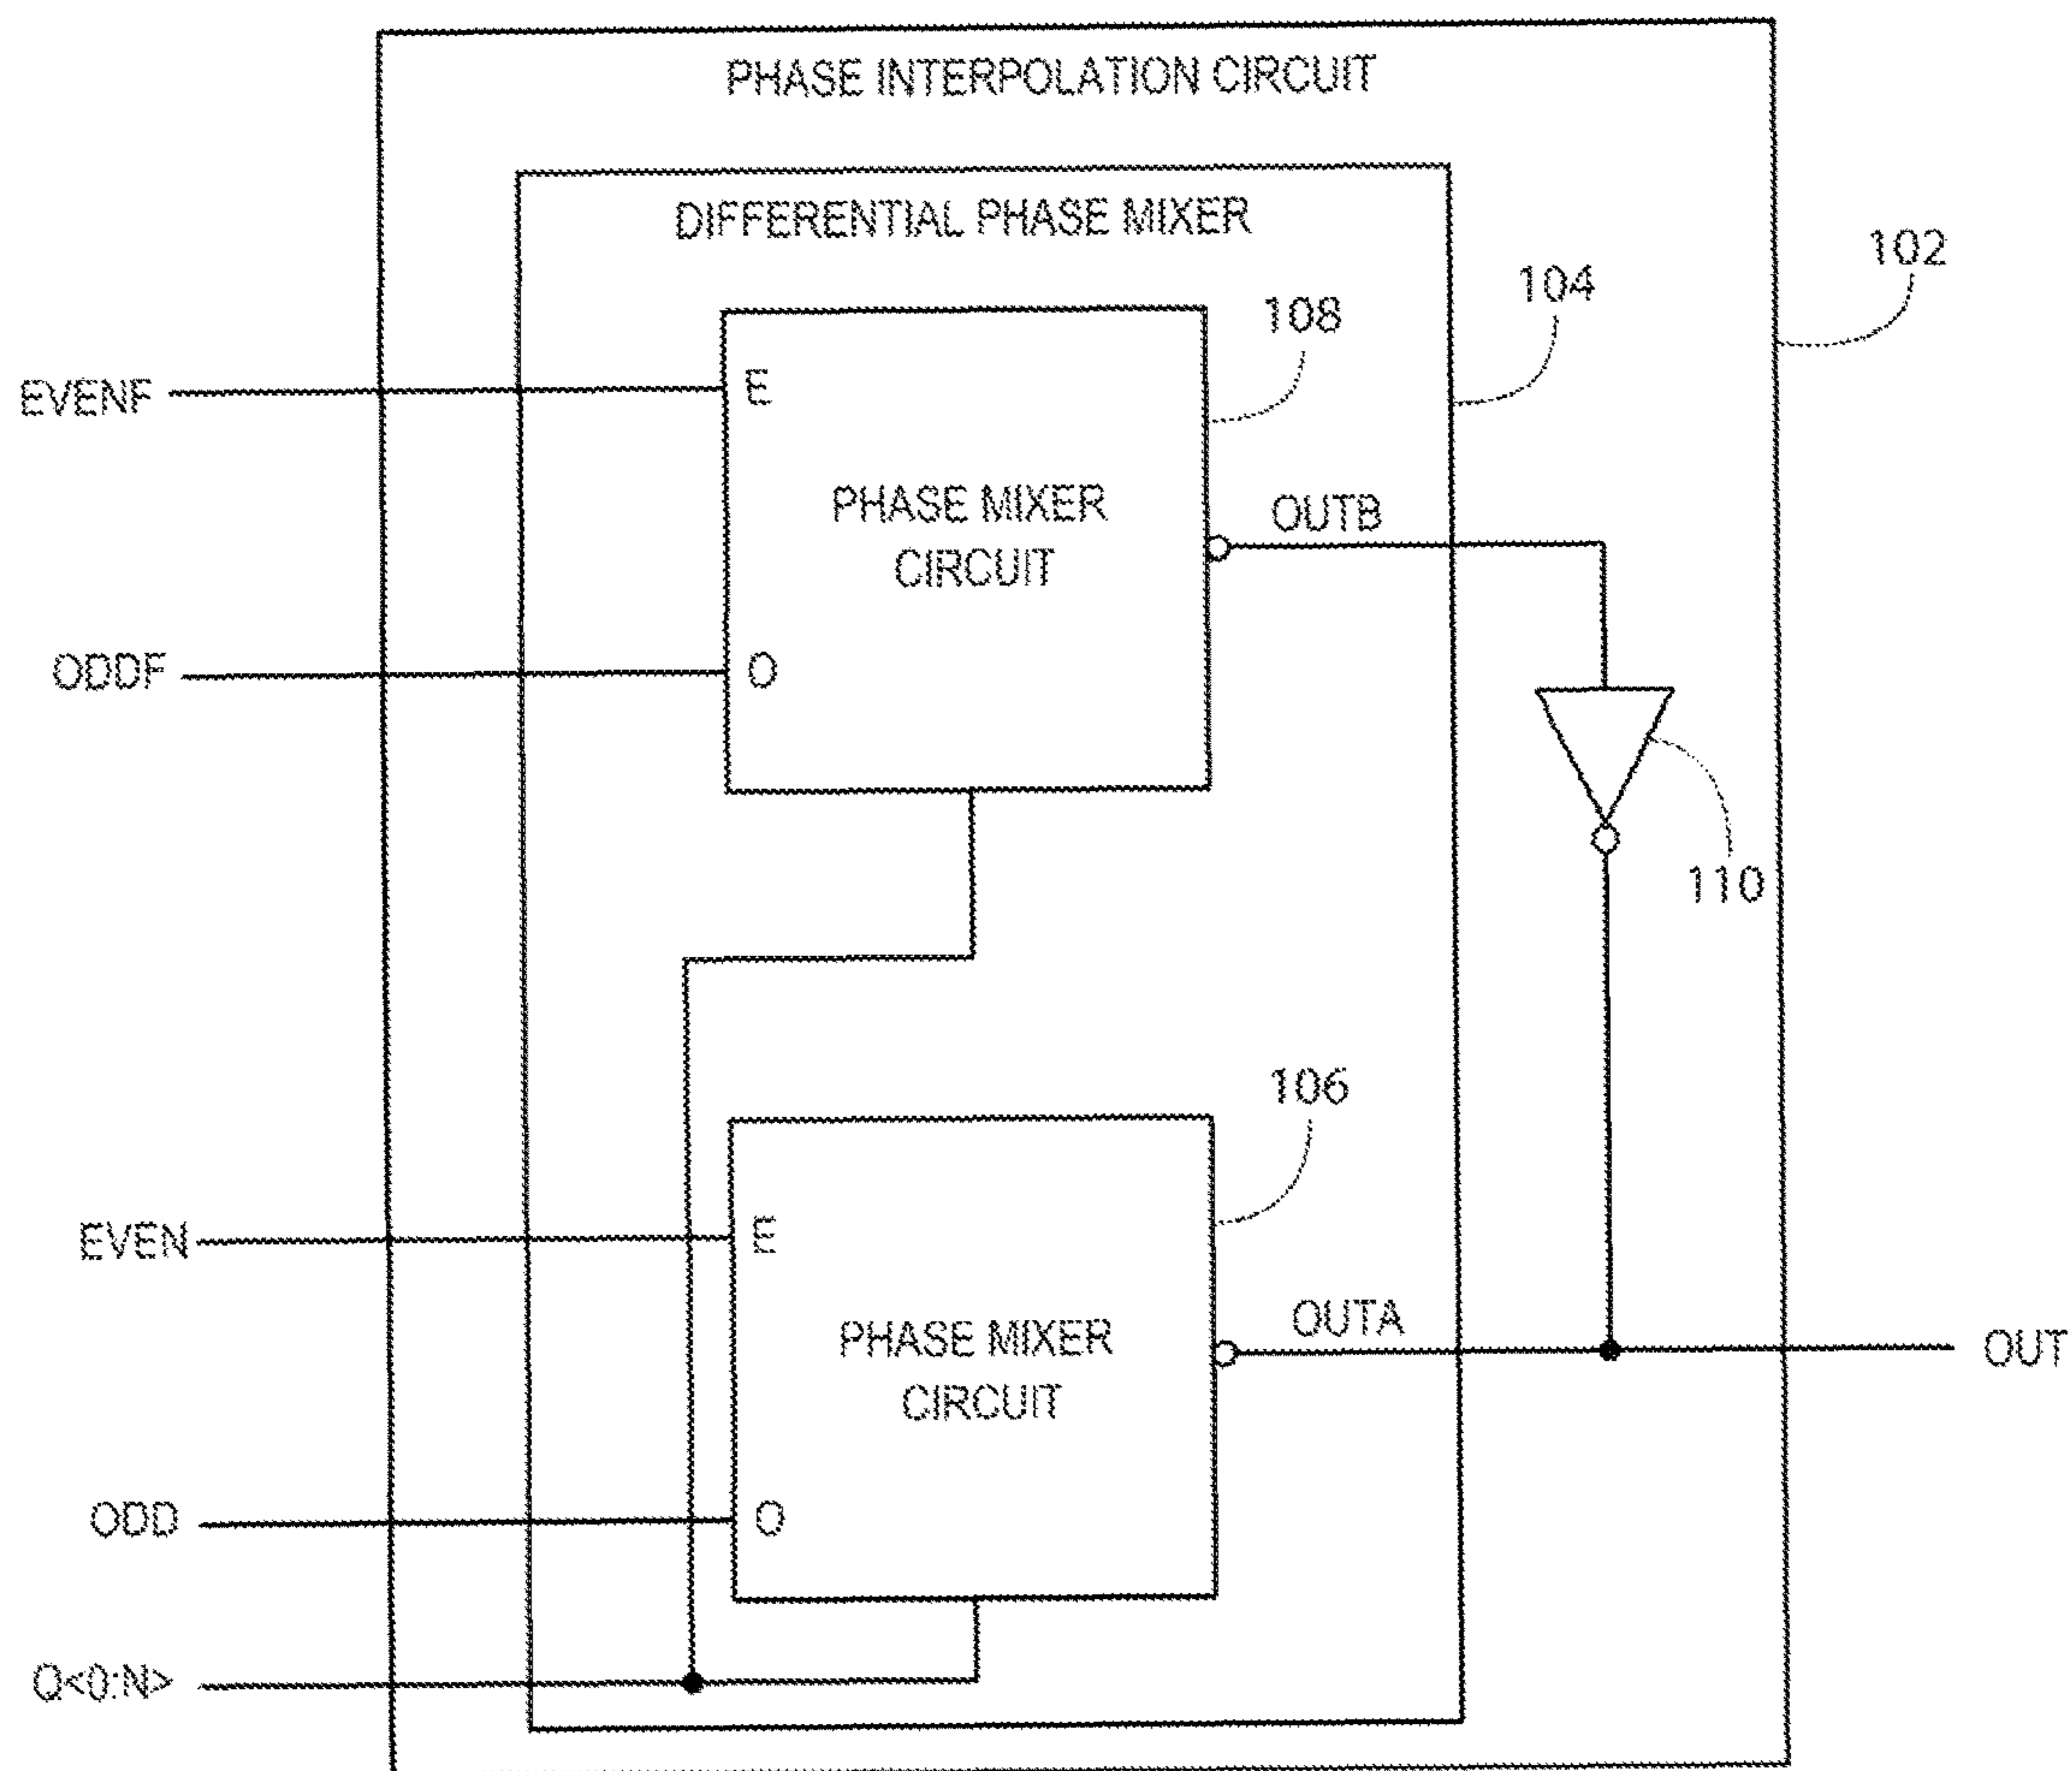 PHASE INTERPOLATION CIRCUIT
DIFFERENTIAL PHASE MIXER
102
104
108
EVENF
E
PHASE MIXER
CIRCUIT
OUTB
ODDF
O
110
106
EVEN
E
OUTA
PHASE MIXER
CIRCUIT
OUT
ODD
O
Q<0:N>